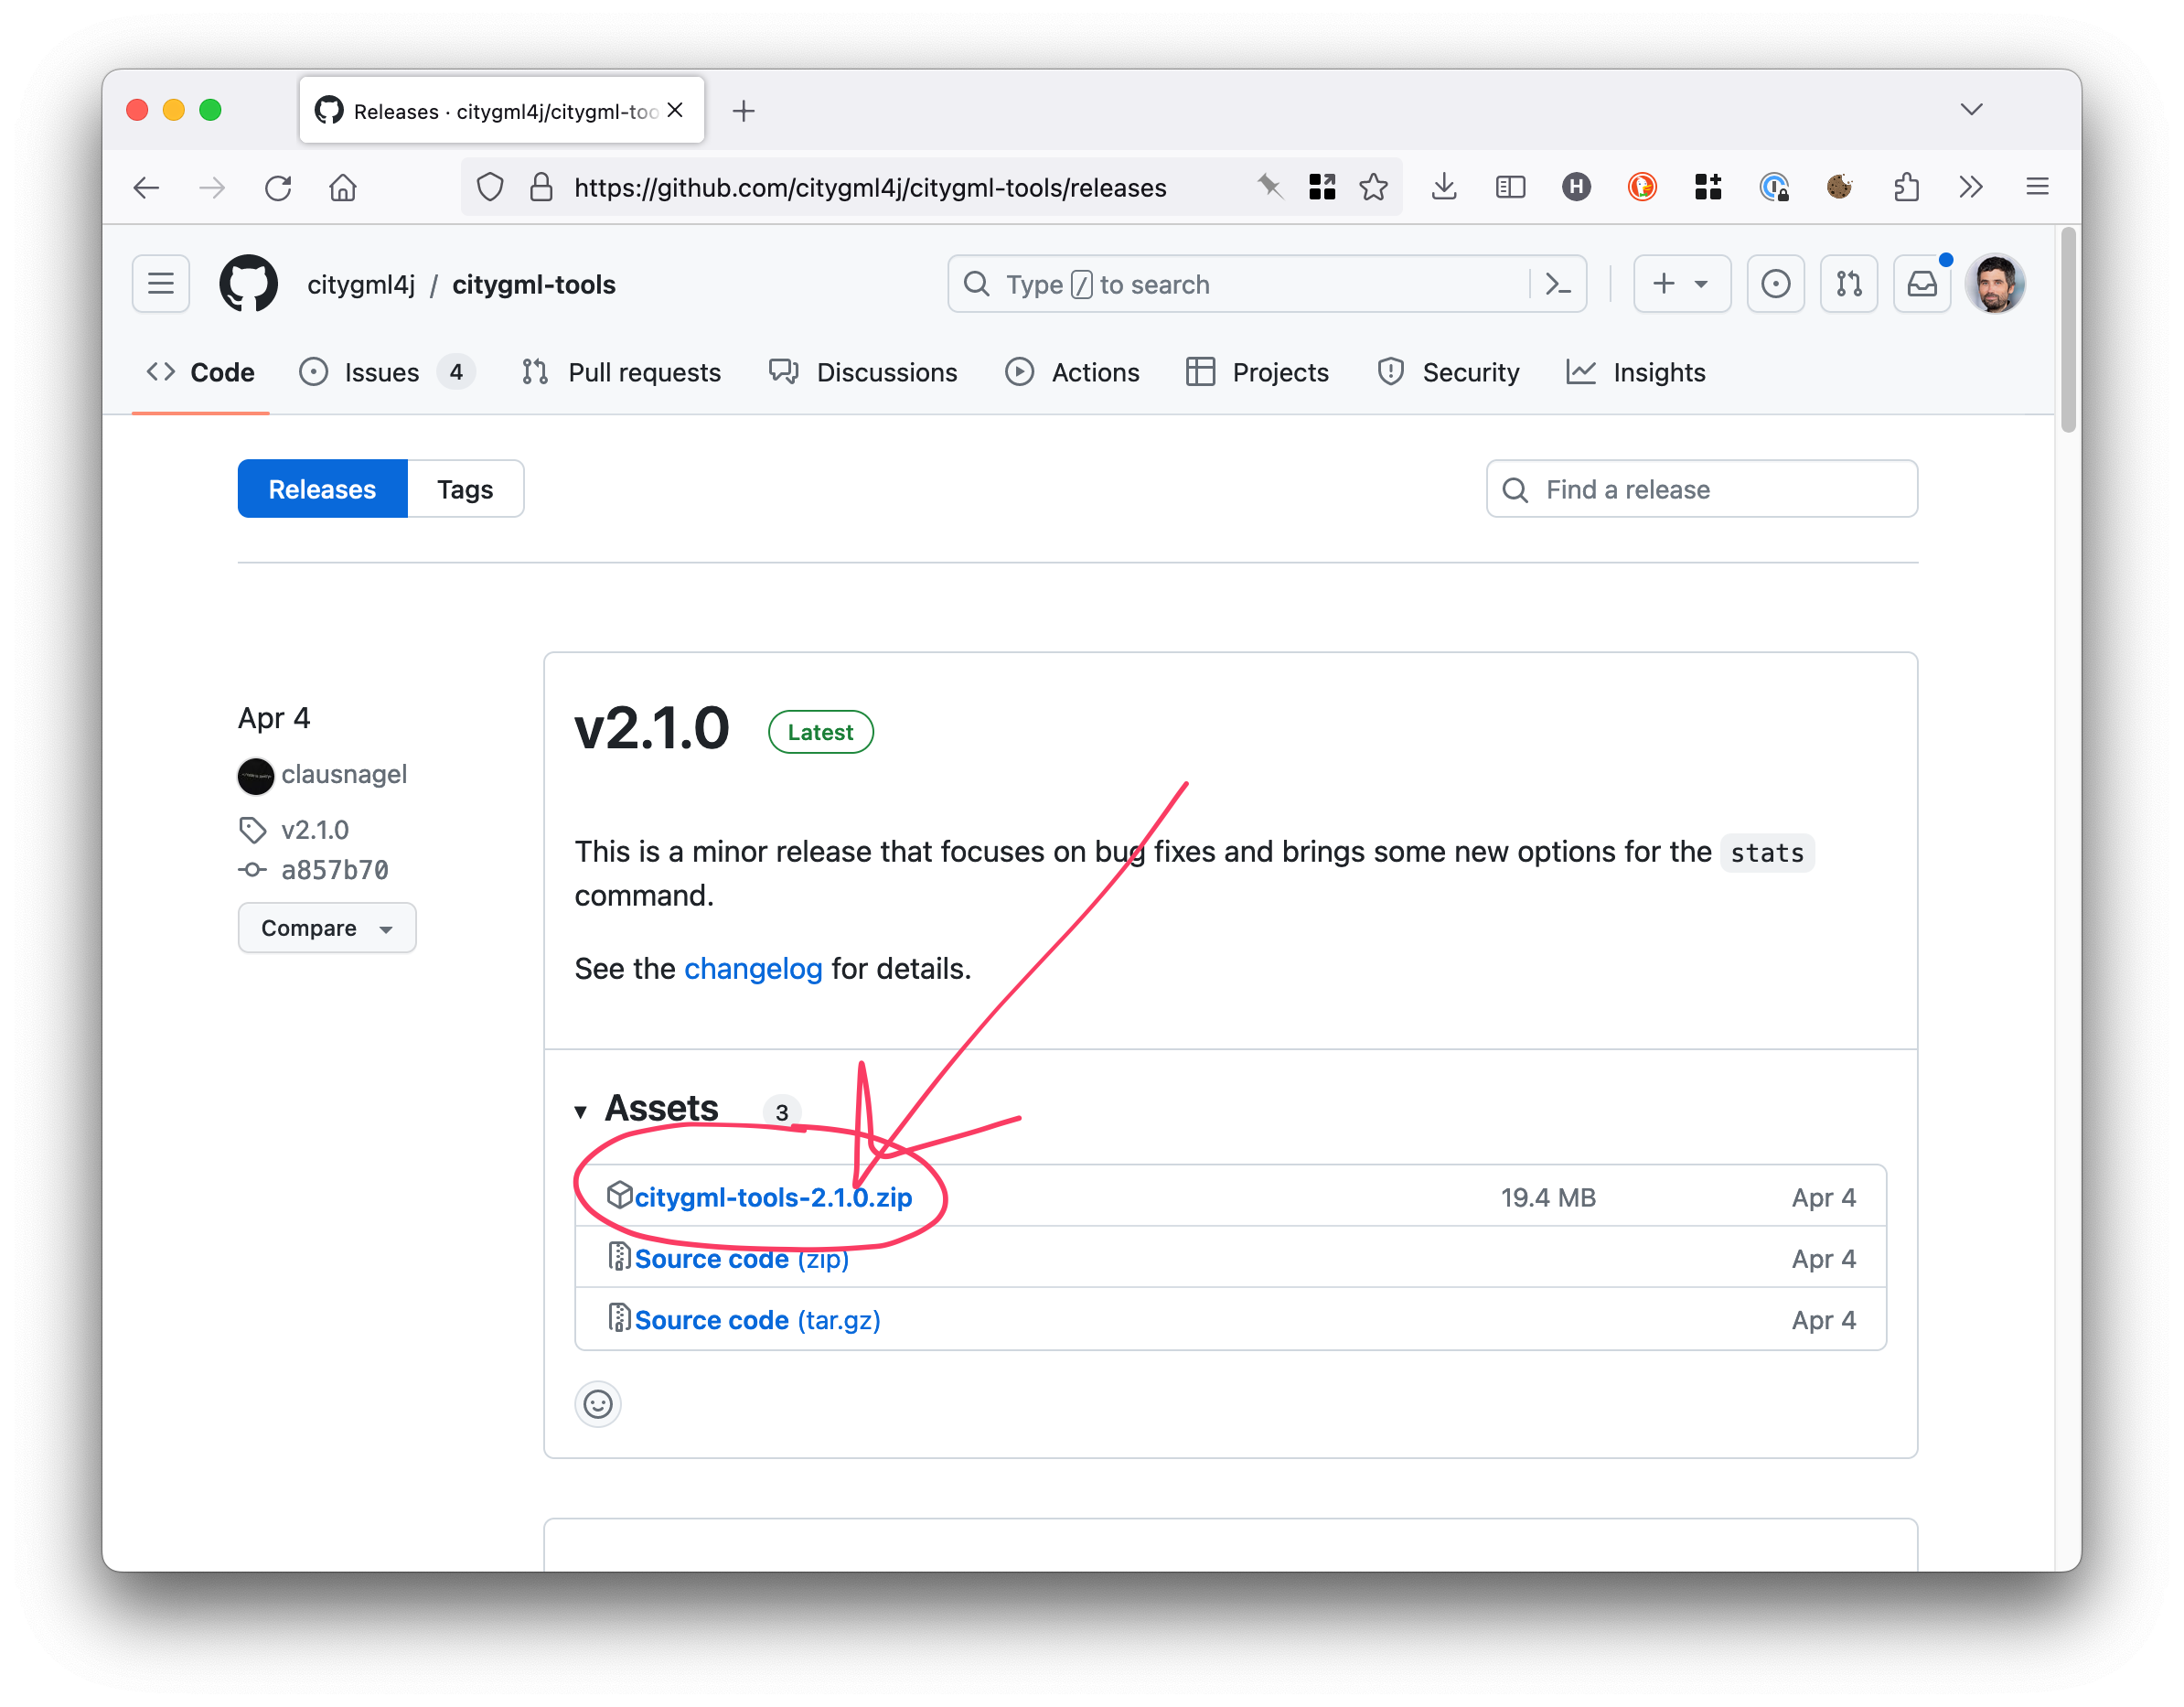 Releases · citygml4j/citygml-too
https://github.com/citygml4j/citygml-tools/releases
H
citygml4j / citygml-tools
Type / to search
Code
Issues 4
Pull requests
Discussions
Actions
Projects
Security
Insights
Releases
Tags
Find a release
Apr 4
clausnagel
v2.1.0
a857b70
Compare
v2.1.0 Latest
This is a minor release that focuses on bug fixes and brings some new options for the stats
command.
See the changelog for details.
Assets 3
citygml-tools-2.1.0.zip 19.4 MB Apr 4
Source code (zip) Apr 4
Source code (tar.gz) Apr 4